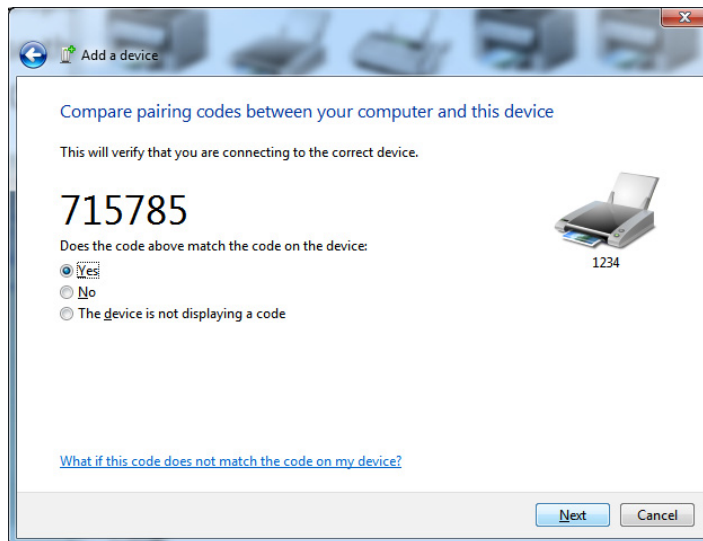 Add a device
Compare pairing codes between your computer and this device
This will verify that you are connecting to the correct device.
715785
Does the code above match the code on the device:
1234
Yes
No
The device is not displaying a code
What if this code does not match the code on my device?
Next Cancel